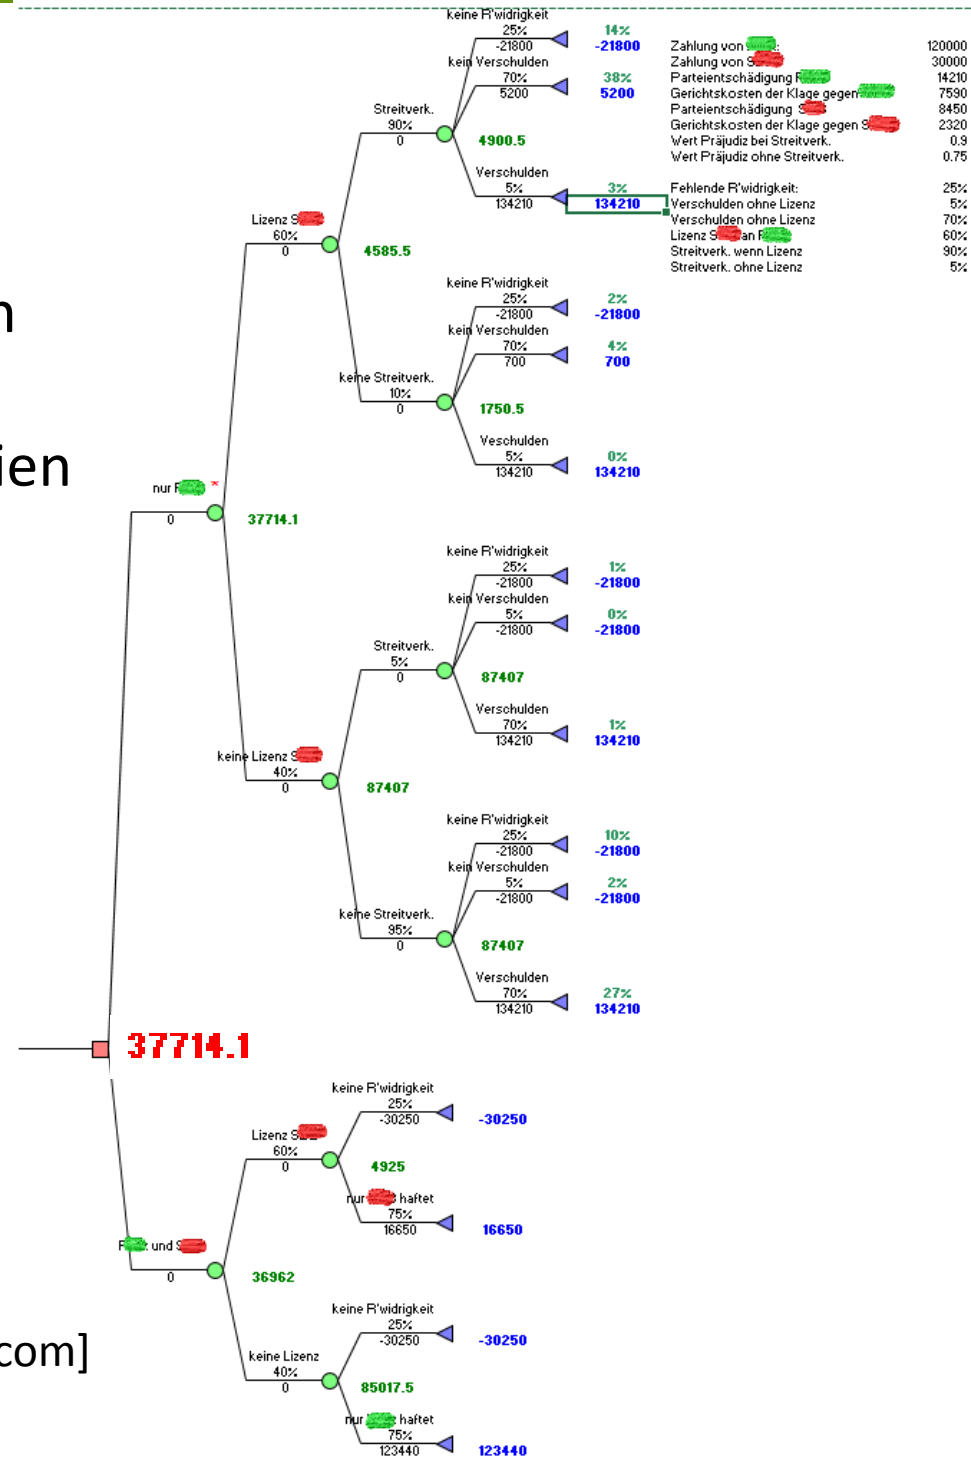 keine R'widrigkeit
25%
-21800
14%
-21800
kein Verschulden
70%
5200
38%
5200
Streitverk.
90%
0
4900.5
Verschulden
5%
134210
3%
134210
Zahlung von 120000
Zahlung von 30000
Parteientschädigung 14210
Gerichtskosten der Klage gegen 7590
Parteientschädigung 8450
Gerichtskosten der Klage gegen 2320
Wert Präjudiz bei Streitverk. 0.9
Wert Präjudiz ohne Streitverk. 0.75
Fehlende R'widrigkeit: 25%
Verschulden ohne Lizenz 5%
Verschulden ohne Lizenz 70%
Lizenz S an F 60%
Streitverk. wenn Lizenz 90%
Streitverk. ohne Lizenz 5%
Lizenz S
60%
0
4585.5
n
keine R'widrigkeit
25%
-21800
2%
-21800
kein Verschulden
70%
700
4%
700
keine Streitverk.
10%
0
1750.5
Veschulden
5%
134210
0%
134210
ien
nur F *
0
37714.1
keine R'widrigkeit
25%
-21800
1%
-21800
kein Verschulden
5%
-21800
0%
-21800
Streitverk.
5%
0
87407
Verschulden
70%
134210
1%
134210
keine Lizenz S
40%
0
87407
keine R'widrigkeit
25%
-21800
10%
-21800
kein Verschulden
5%
-21800
2%
-21800
keine Streitverk.
95%
0
87407
Verschulden
70%
134210
27%
134210
37714.1
keine R'widrigkeit
25%
-30250
-30250
Lizenz S
60%
0
4925
nur haftet
75%
16650
16650
F und S
0
36962
keine R'widrigkeit
25%
-30250
-30250
com]
keine Lizenz
40%
0
85017.5
nur haftet
75%
123440
123440